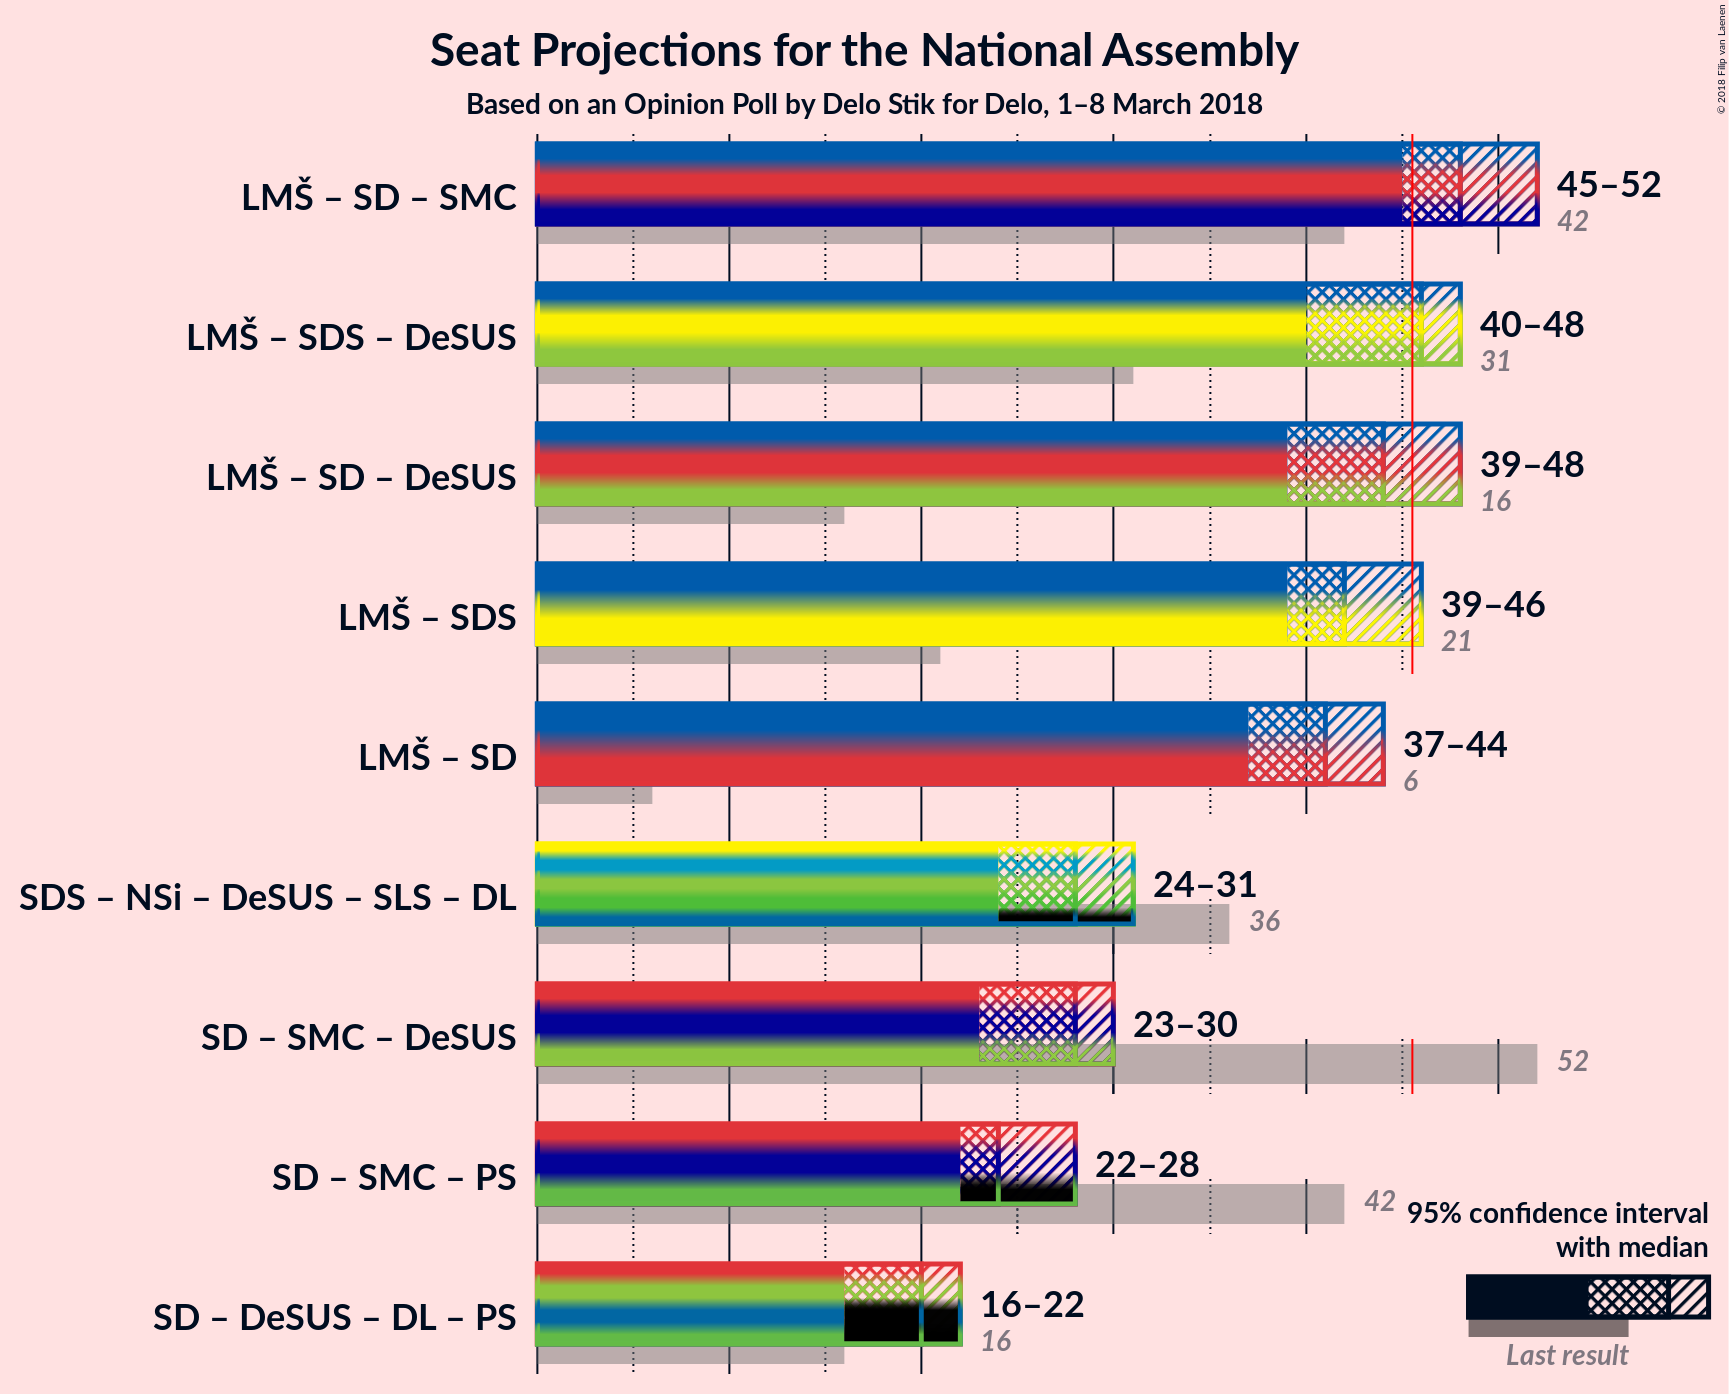 Seat Projections for the National Assembly
Based on an Opinion Poll by Delo Stik for Delo, 1–8 March 2018
© 2018 Filip van Laenen
LMŠ – SD – SMC
45–52
42
LMŠ – SDS – DeSUS
40–48
31
LMŠ – SD – DeSUS
39–48
16
LMŠ – SDS
39–46
21
LMŠ – SD
37–44
6
SDS – NSi – DeSUS – SLS – DL
24–31
36
SD – SMC – DeSUS
23–30
52
SD – SMC – PS
22–28
42
SD – DeSUS – DL – PS
16–22
16
95% confidence interval
with median
Last result